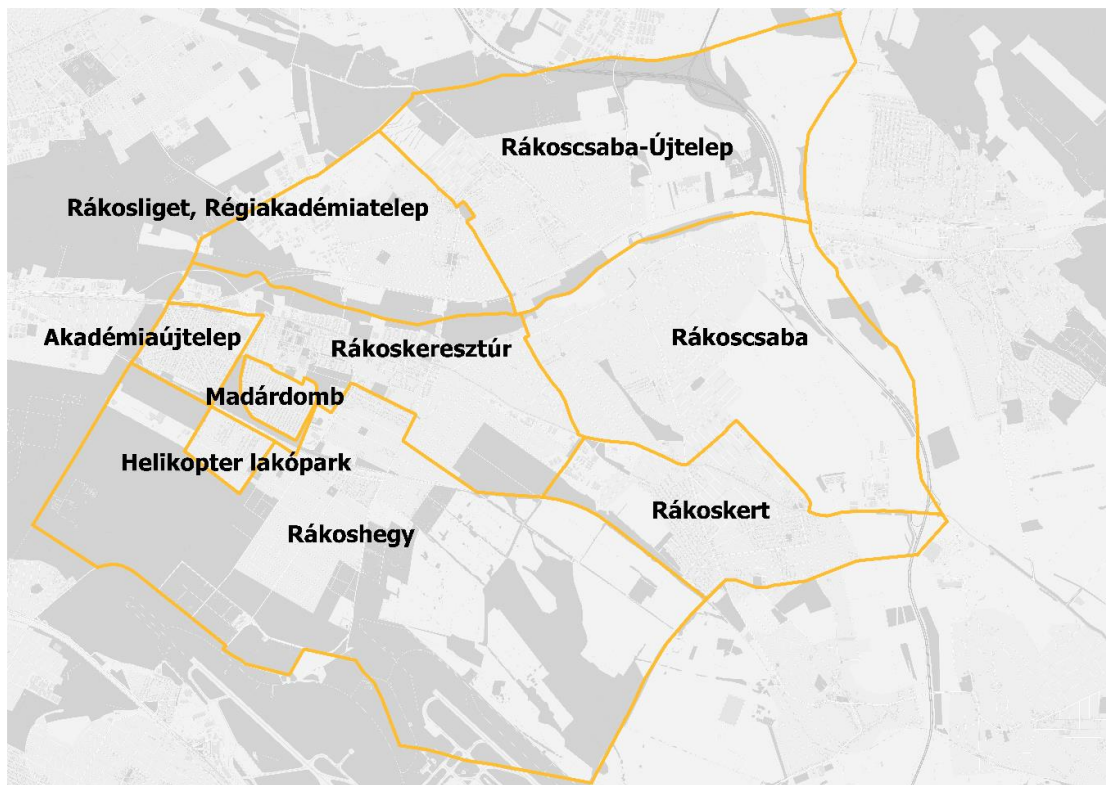 Rákoscsaba-Újtelep
Rákosliget, Régiakadémiatelep
Akadémiaújtelep
Rákoskeresztúr
Rákoscsaba
Madárdomb
Helikopter lakópark
Rákoskert
Rákoshegy